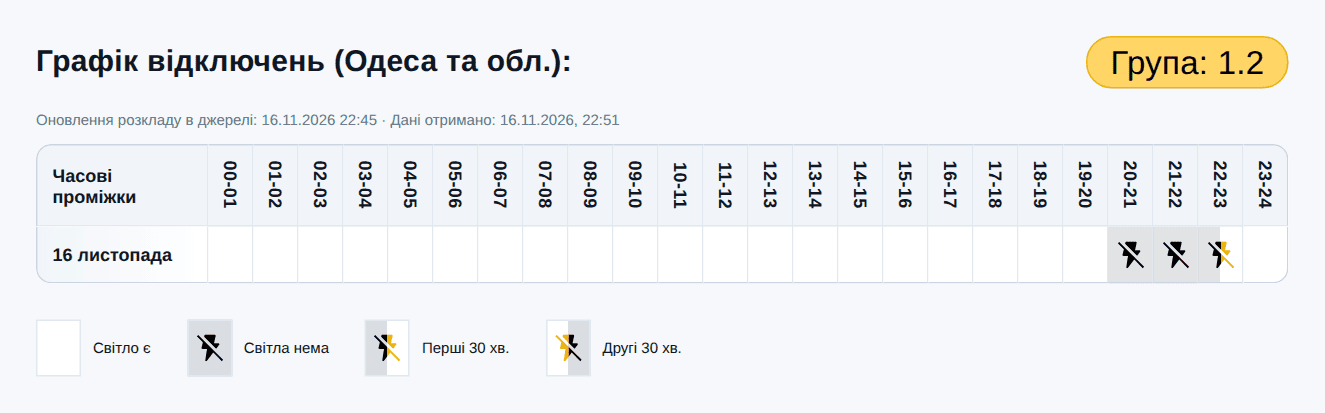 Графік відключень (Одеса та обл.):
Група: 1.2
Оновлення розкладу в джерелі: 16.11.2026 22:45 · Дані отримано: 16.11.2026, 22:51
Часові
проміжки
00-01
01-02
02-03
03-04
04-05
05-06
06-07
07-08
08-09
09-10
10-11
11-12
12-13
13-14
14-15
15-16
16-17
17-18
18-19
19-20
20-21
21-22
22-23
23-24
16 листопада
Світло є
Світла нема
Перші 30 хв.
Другі 30 хв.